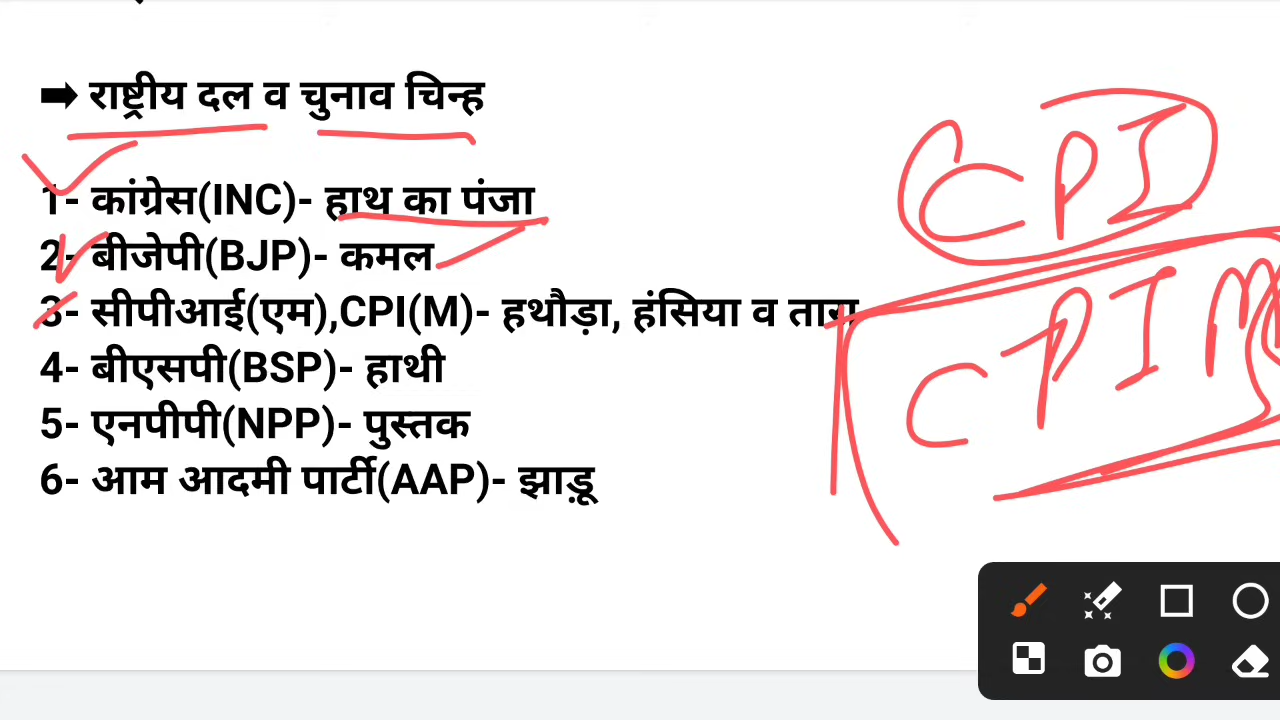 ➡ राष्ट्रीय दल व चुनाव चिन्ह
1- कांग्रेस(INC)- हाथ का पंजा
2- बीजेपी(BJP)- कमल
3- सीपीआई(एम),CPI(M)- हथौड़ा, हंसिया व तारा
4- बीएसपी(BSP)- हाथी
5- एनपीपी(NPP)- पुस्तक
6- आम आदमी पार्टी(AAP)- झाड़ू
CPI
CPIM